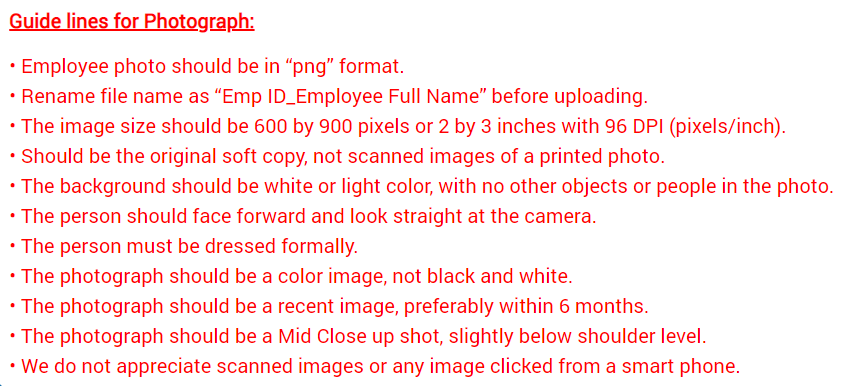 Guide lines for Photograph:
• Employee photo should be in “png” format.
• Rename file name as “Emp ID_Employee Full Name” before uploading.
• The image size should be 600 by 900 pixels or 2 by 3 inches with 96 DPI (pixels/inch).
• Should be the original soft copy, not scanned images of a printed photo.
• The background should be white or light color, with no other objects or people in the photo.
• The person should face forward and look straight at the camera.
• The person must be dressed formally.
• The photograph should be a color image, not black and white.
• The photograph should be a recent image, preferably within 6 months.
• The photograph should be a Mid Close up shot, slightly below shoulder level.
• We do not appreciate scanned images or any image clicked from a smart phone.